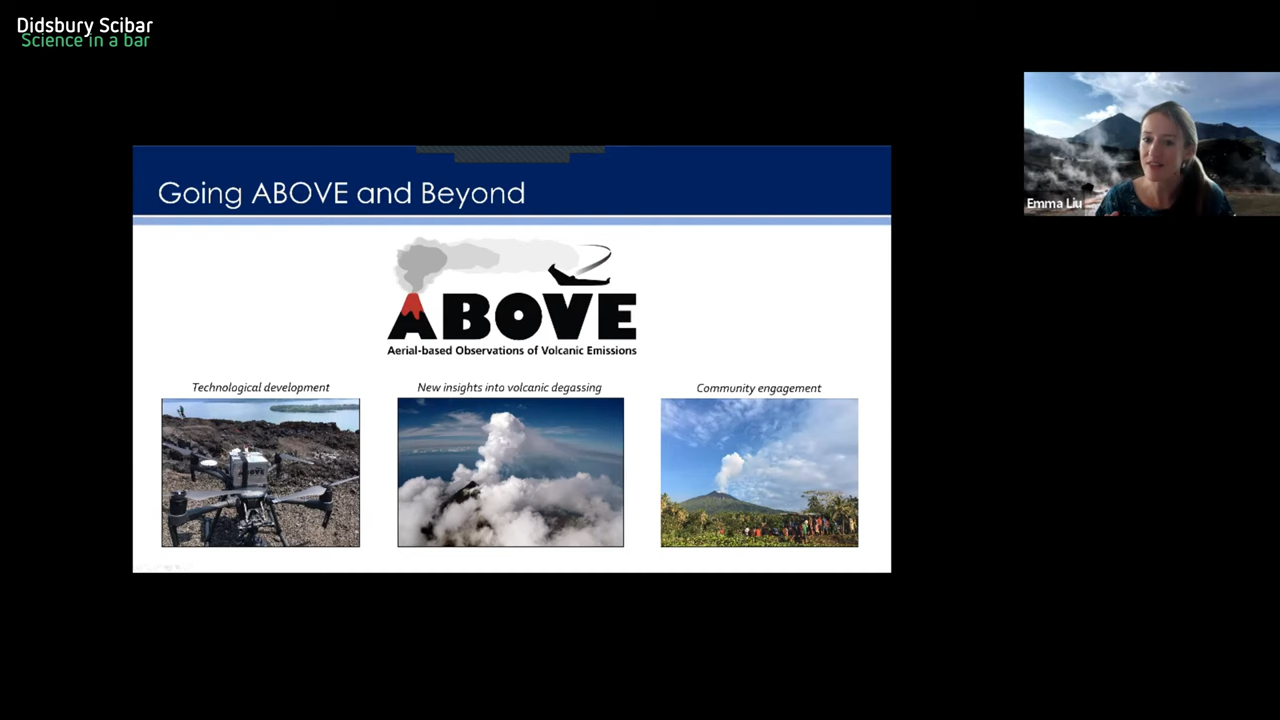 Didsbury Scibar
Science in a bar
Emma Liu
Going ABOVE and Beyond
ABOVE
Aerial-based Observations of Volcanic Emissions
Technological development
New insights into volcanic degassing
Community engagement
ABOVE